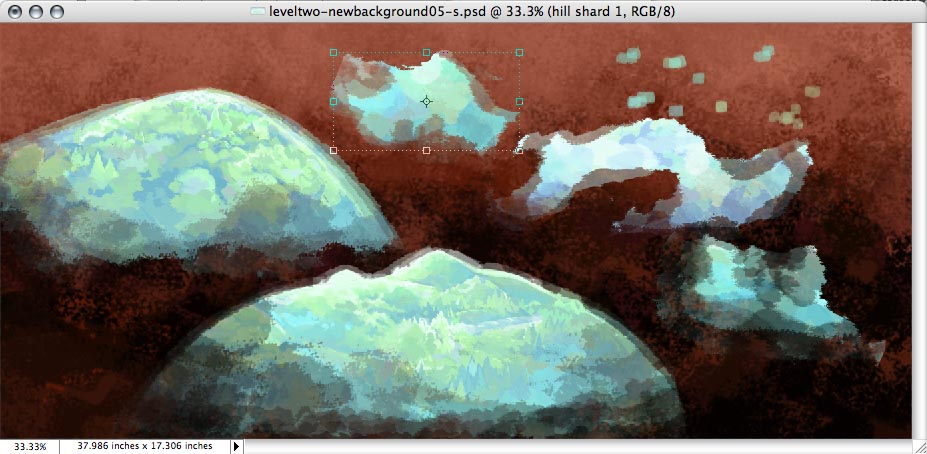 leveltwo-newbackground05-s.psd @ 33.3% (hill shard 1, RGB/8)
33.33%
37.986 inches x 17.306 inches